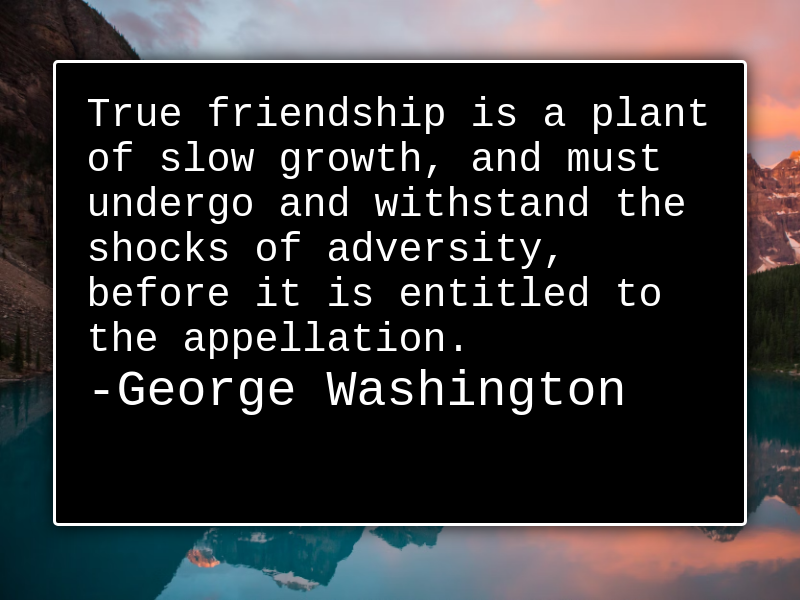 True friendship is a plant
of slow growth, and must
undergo and withstand the
shocks of adversity,
before it is entitled to
the appellation.
-George Washington